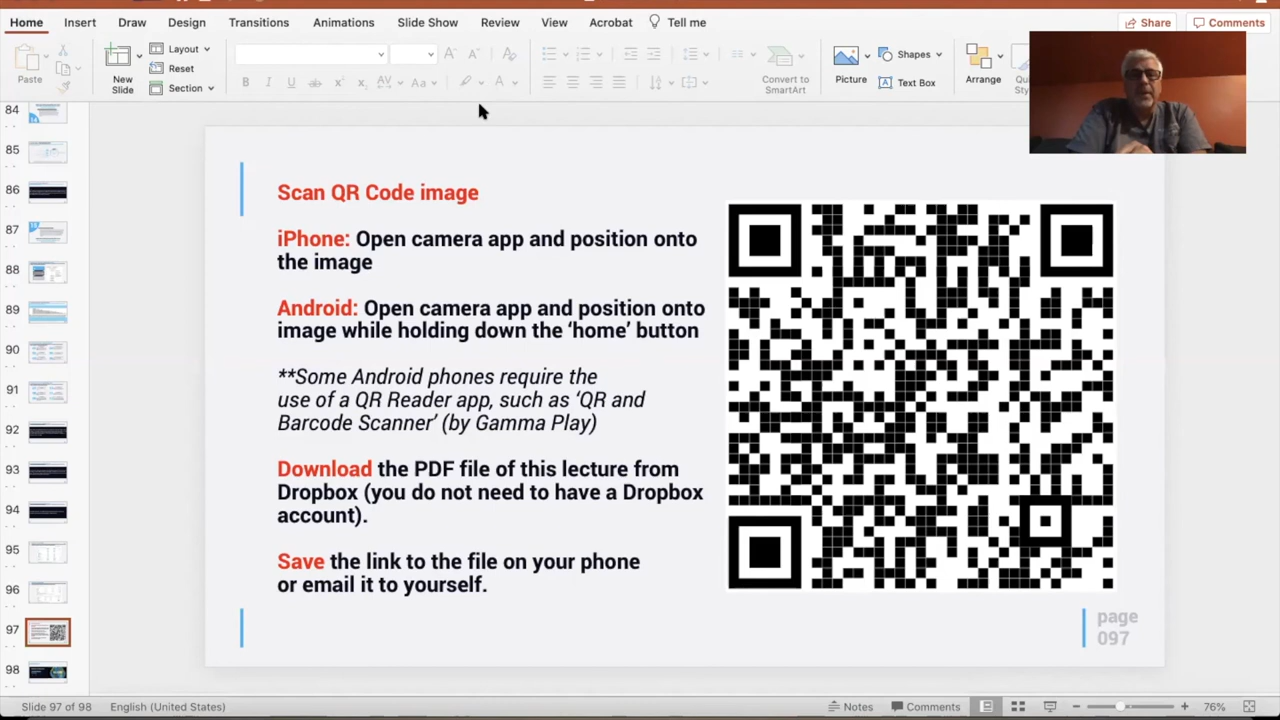 Home Insert Draw Design Transitions Animations Slide Show Review View Acrobat Tell me Share Comments
Paste
New
Slide
Layout
Reset
Section
B I U ab x² x₂ AV Aa A
Convert to
SmartArt
Picture
Shapes
Text Box
Arrange
84
85
86
87
88
89
90
91
92
93
94
95
96
97
98
Scan QR Code image
iPhone: Open camera app and position onto
the image
Android: Open camera app and position onto
image while holding down the ‘home’ button
**Some Android phones require the
use of a QR Reader app, such as ‘QR and
Barcode Scanner’ (by Gamma Play)
Download the PDF file of this lecture from
Dropbox (you do not need to have a Dropbox
account).
Save the link to the file on your phone
or email it to yourself.
page
097
Slide 97 of 98 English (United States) Notes Comments 76%